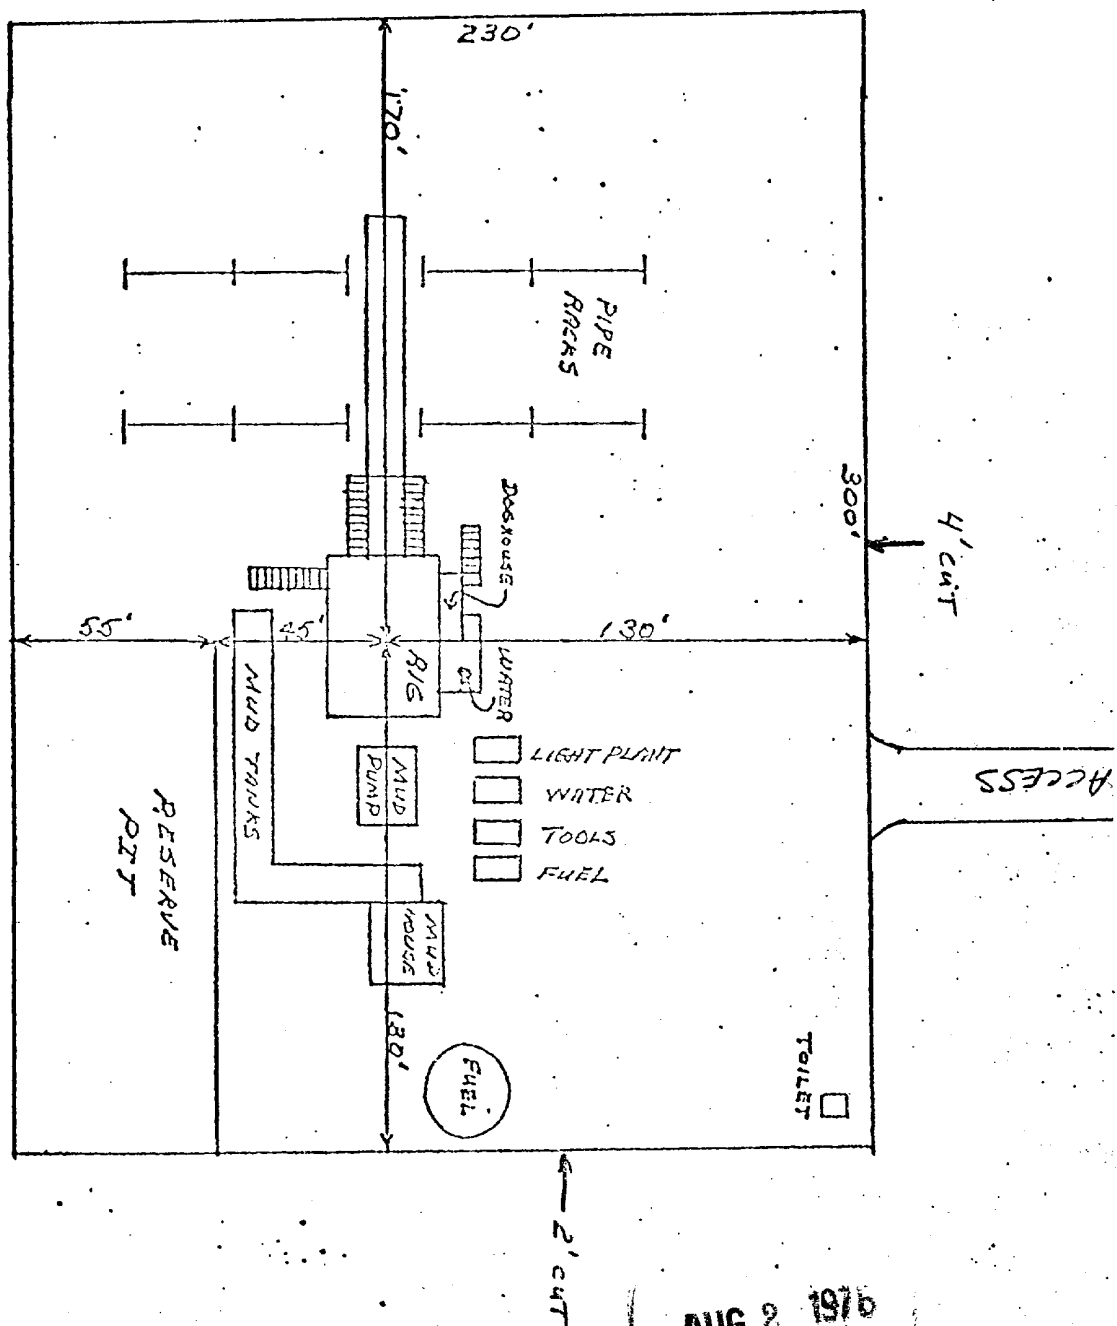 230'
170'
PIPE
RACKS
300'
4' CUT
DOGHOUSE
55'
45'
130'
RIG
WATER
MUD TANKS
MUD
PUMP
LIGHT PLANT
WATER
TOOLS
FUEL
ACCESS
RESERVE
PIT
MUD
HOUSE
130'
FUEL
TOILET
2' CUT
AUG 2 1976